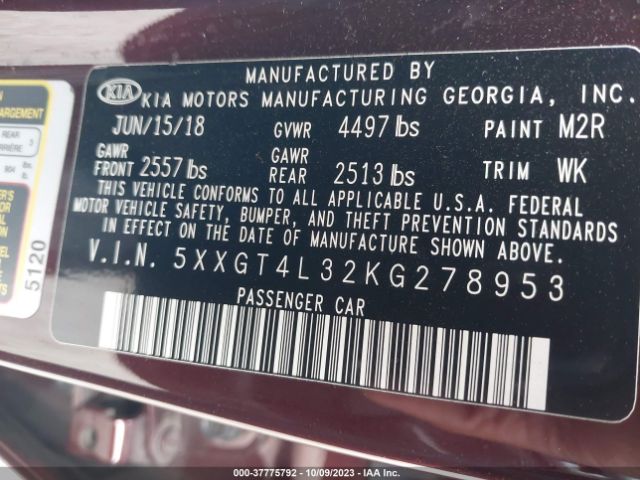 MANUFACTURED BY
KIA KIA MOTORS MANUFACTURING GEORGIA, INC.
JUN/15/18 GVWR 4497 lbs PAINT M2R
GAWR FRONT 2557 lbs GAWR REAR 2513 lbs TRIM WK
THIS VEHICLE CONFORMS TO ALL APPLICABLE U.S.A. FEDERAL
MOTOR VEHICLE SAFETY, BUMPER, AND THEFT PREVENTION STANDARDS
IN EFFECT ON THE DATE OF MANUFACTURE SHOWN ABOVE.
V.I.N. 5XXGT4L32KG278953
PASSENGER CAR
REAR 3
5120
000-37775792 - 10/09/2023 - IAA Inc.